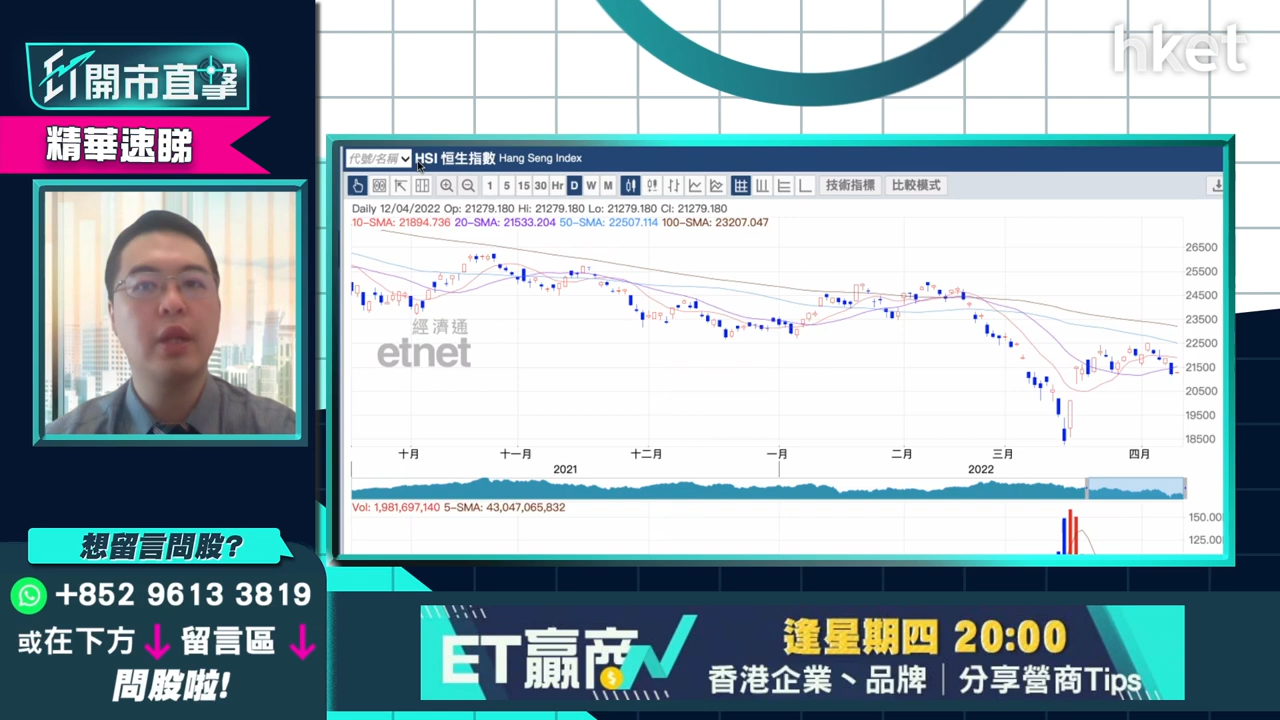 hket
ET開市直擊
精華速睇
代號/名稱 HSI 恒生指數 Hang Seng Index
1 5 15 30 Hr D W M 技術指標 比較模式
Daily 12/04/2022 Op: 21279.180 Hi: 21279.180 Lo: 21279.180 Cl: 21279.180
10-SMA: 21894.736 20-SMA: 21533.204 50-SMA: 22507.114 100-SMA: 23207.047
26500
25500
24500
23500
22500
21500
20500
19500
18500
經濟通
etnet
十月 十一月 十二月 一月 二月 三月 四月
2021 2022
Vol: 1,981,697,140 5-SMA: 43,047,065,832
150.00
125.00
想留言問股?
+852 9613 3819
或在下方 留言區
問股啦!
ET贏商
逢星期四 20:00
香港企業、品牌|分享營商Tips